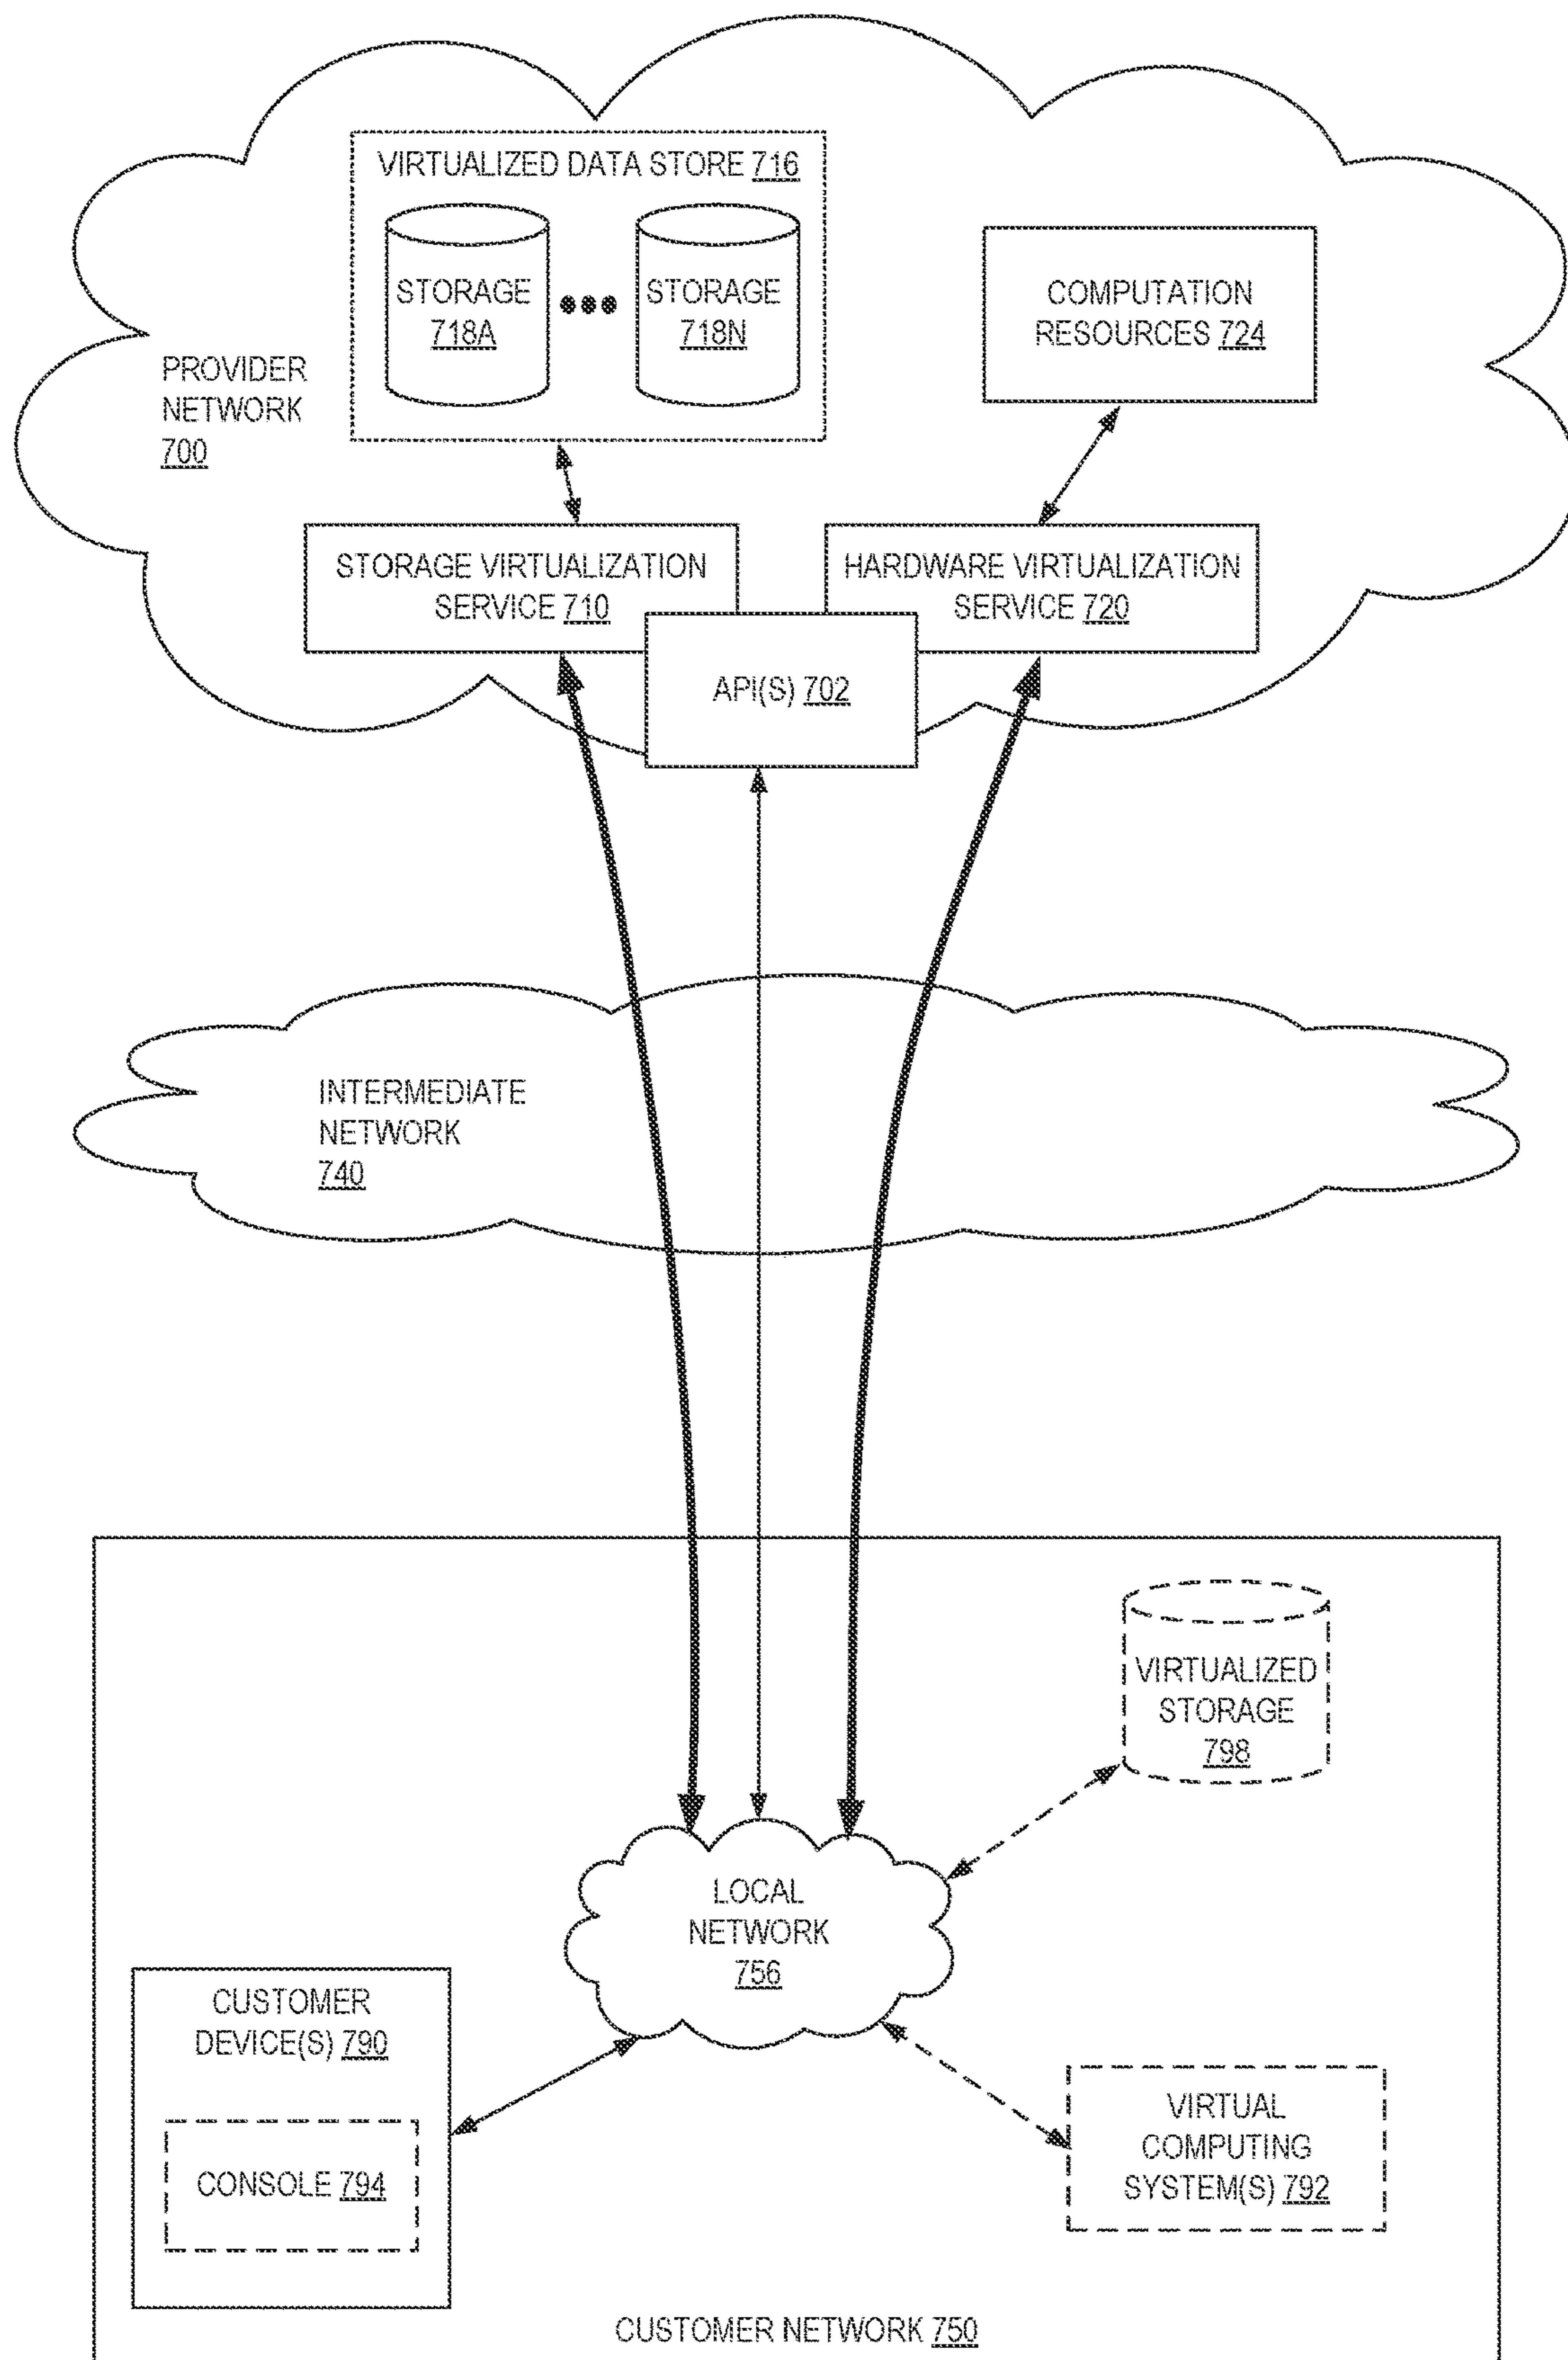 VIRTUALIZED DATA STORE 716
STORAGE
718A
STORAGE
718N
COMPUTATION
RESOURCES 724
PROVIDER
NETWORK
700
STORAGE VIRTUALIZATION
SERVICE 710
HARDWARE VIRTUALIZATION
SERVICE 720
API(S) 702
INTERMEDIATE
NETWORK
740
VIRTUALIZED
STORAGE
798
LOCAL
NETWORK
756
CUSTOMER
DEVICE(S) 790
CONSOLE 794
VIRTUAL
COMPUTING
SYSTEM(S) 792
CUSTOMER NETWORK 750